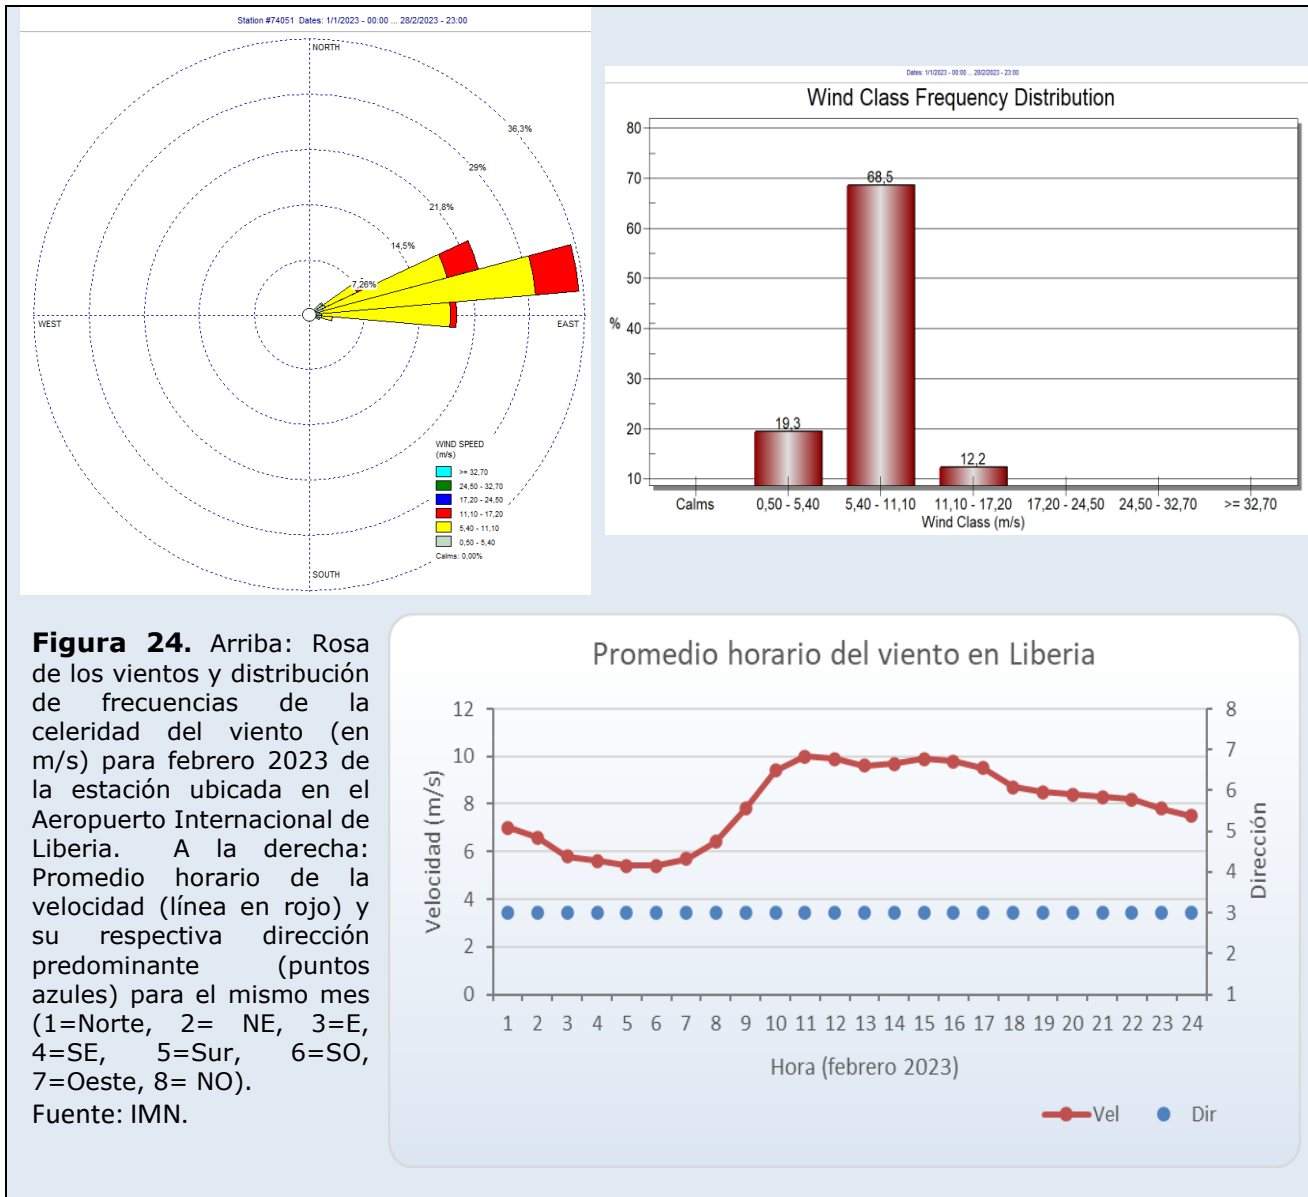 Station #74051 Dates: 1/1/2023 - 00:00 ... 28/2/2023 - 23:00
NORTH
36,3%
29%
21,8%
14,5%
7,26%
WEST
EAST
WIND SPEED
(m/s)
>= 32,70
24,50 - 32,70
17,20 - 24,50
11,10 - 17,20
5,40 - 11,10
0,50 - 5,40
Calms: 0,00%
SOUTH
Dates: 1/1/2023 - 00:00 ... 28/2/2023 - 23:00
Wind Class Frequency Distribution
80
70
60
50
%
40
30
20
10
68,5
19,3
12,2
Calms 0,50 - 5,40 5,40 - 11,10 11,10 - 17,20 17,20 - 24,50 24,50 - 32,70 >= 32,70
Wind Class (m/s)
Figura 24. Arriba: Rosa
de los vientos y distribución
de frecuencias de la
celeridad del viento (en
m/s) para febrero 2023 de
la estación ubicada en el
Aeropuerto Internacional de
Liberia. A la derecha:
Promedio horario de la
velocidad (línea en rojo) y
su respectiva dirección
predominante (puntos
azules) para el mismo mes
(1=Norte, 2= NE, 3=E,
4=SE, 5=Sur, 6=SO,
7=Oeste, 8= NO).
Fuente: IMN.
Promedio horario del viento en Liberia
Velocidad (m/s)
12
10
8
6
4
2
0
8
7
6
5
4
3
2
1
Dirección
1 2 3 4 5 6 7 8 9 10 11 12 13 14 15 16 17 18 19 20 21 22 23 24
Hora (febrero 2023)
Vel Dir